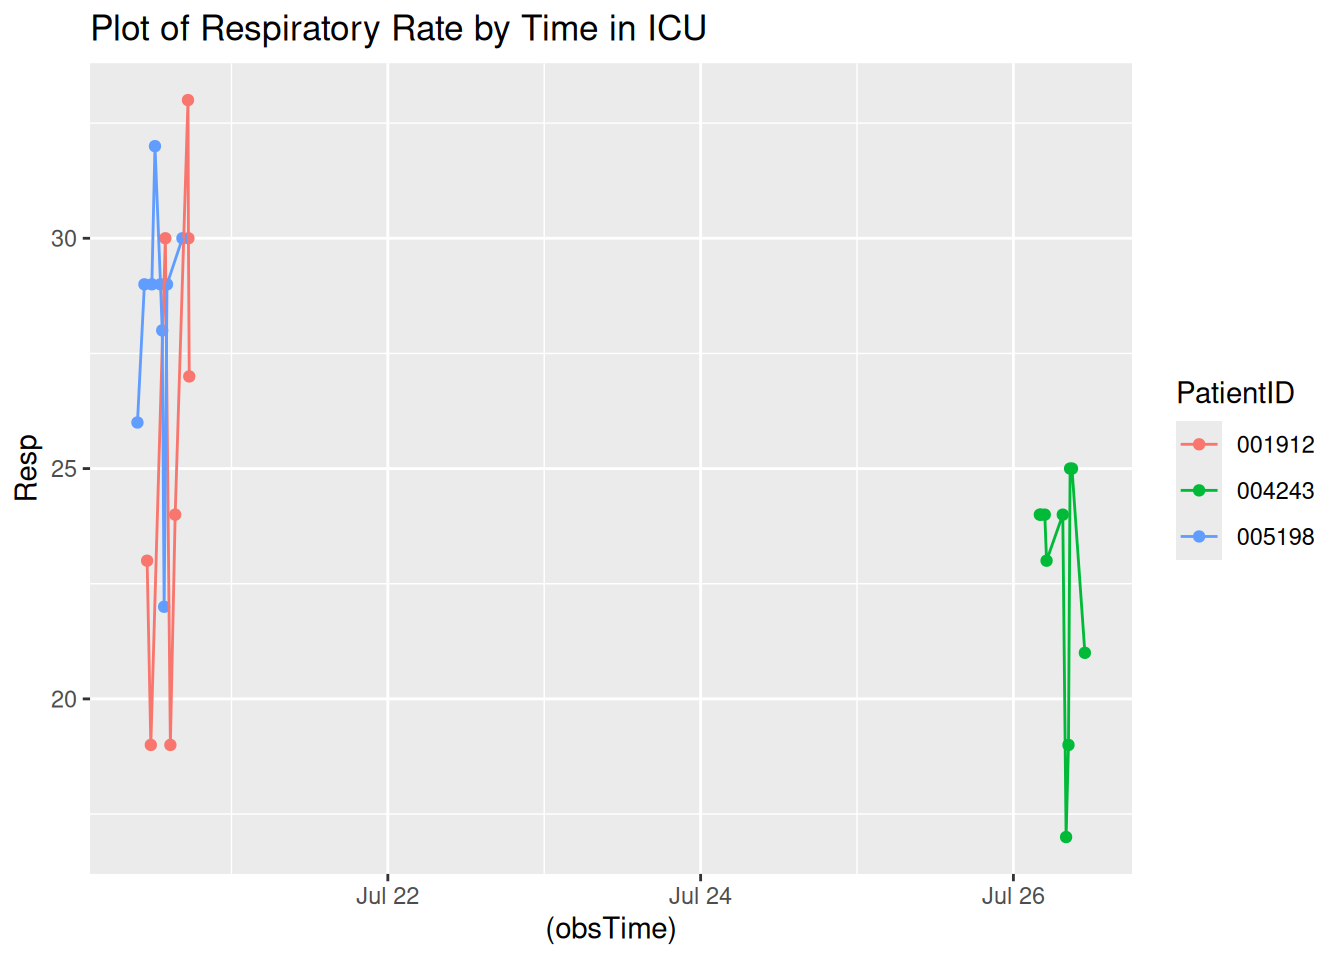 Plot of Respiratory Rate by Time in ICU
Resp
30
25
20
Jul 22
Jul 24
Jul 26
(obsTime)
PatientID
001912
004243
005198